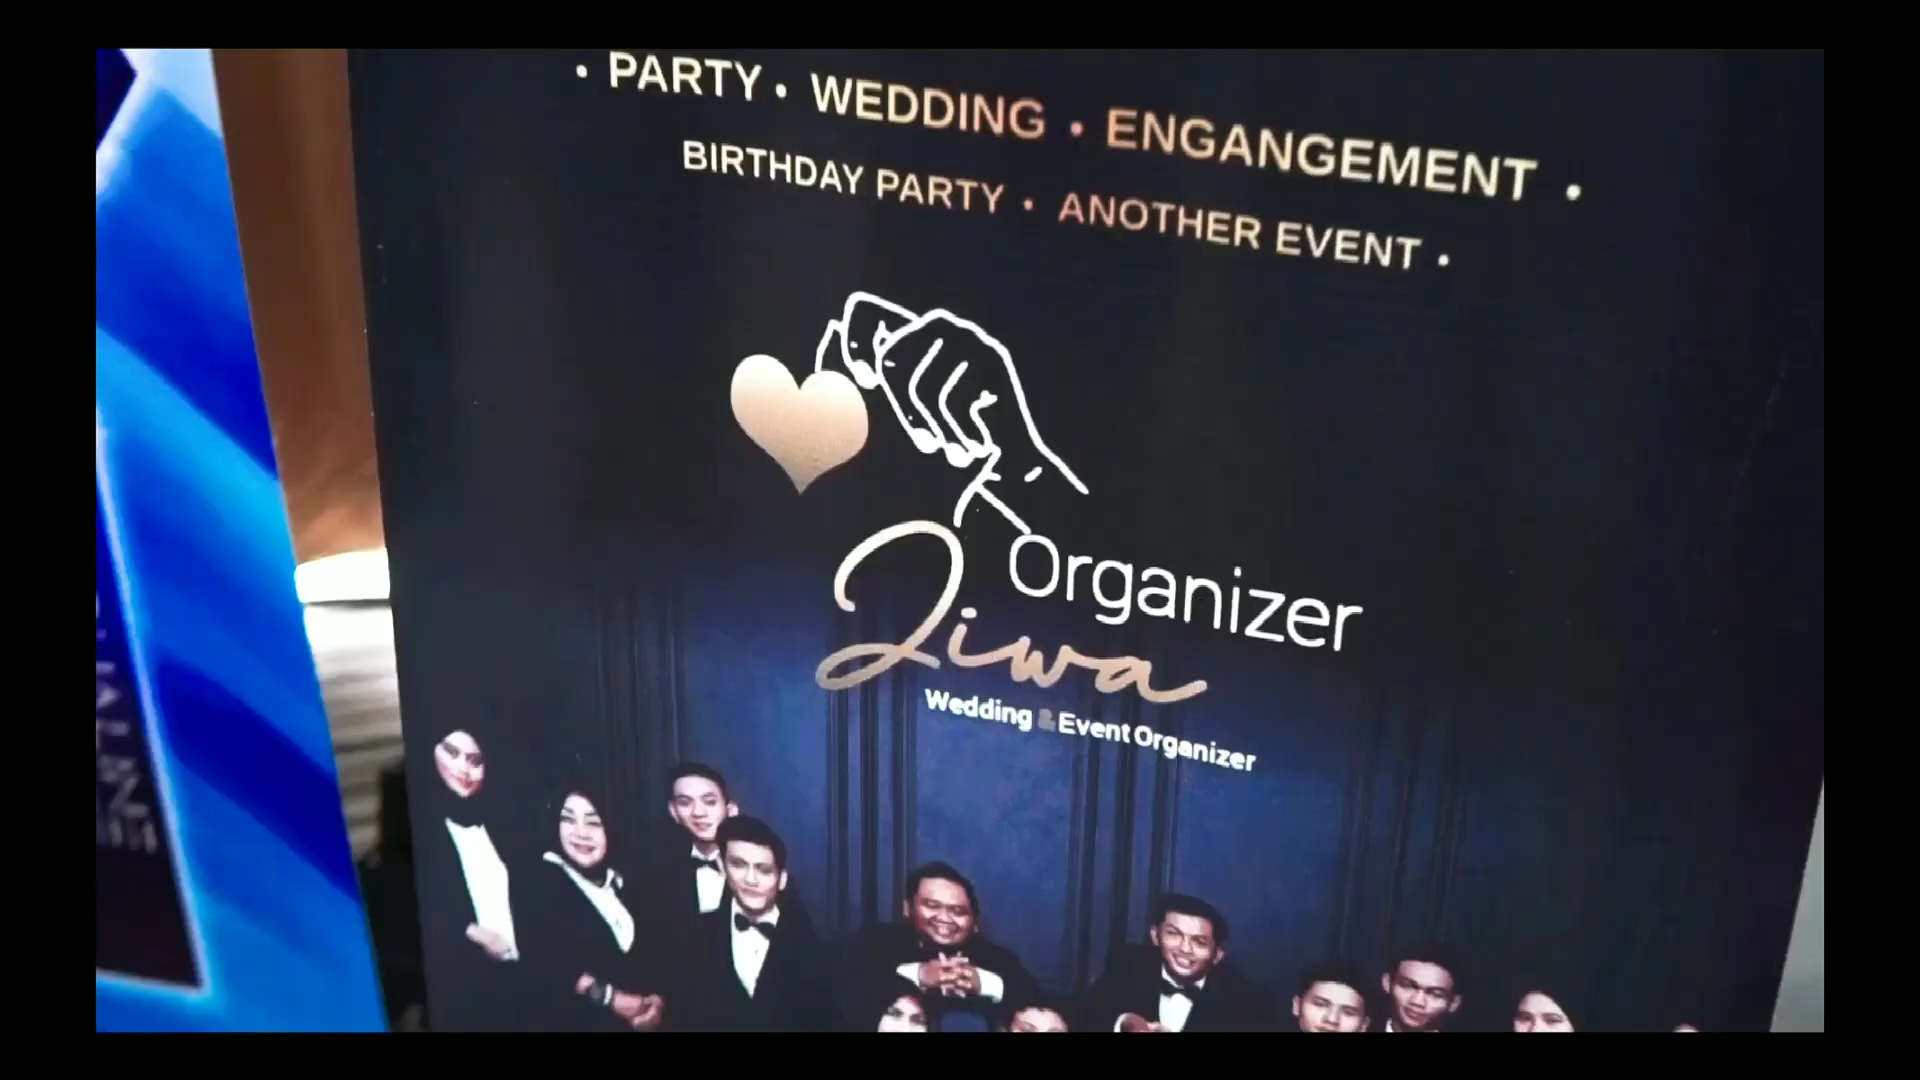 • PARTY • WEDDING • ENGANGEMENT •
BIRTHDAY PARTY • ANOTHER EVENT •
Organizer
Jiwa
Wedding & Event Organizer